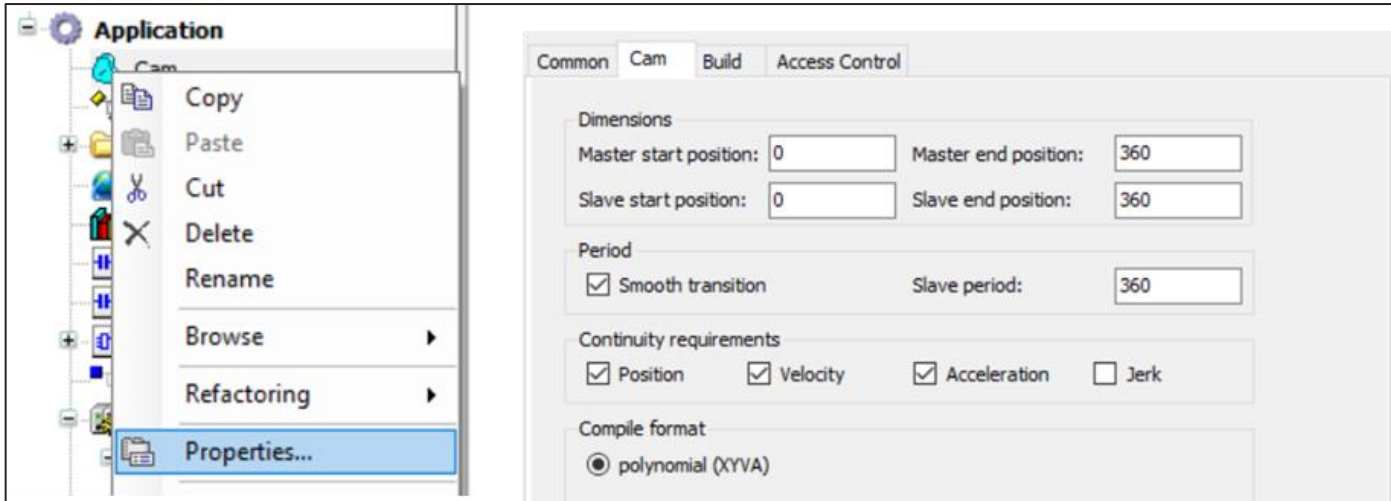 Application
Cam
Copy
Paste
Cut
Delete
Rename
Browse
Refactoring
Properties...
Common Cam Build Access Control
Dimensions
Master start position: 0 Master end position: 360
Slave start position: 0 Slave end position: 360
Period
Smooth transition Slave period: 360
Continuity requirements
Position Velocity Acceleration Jerk
Compile format
polynomial (XYVA)